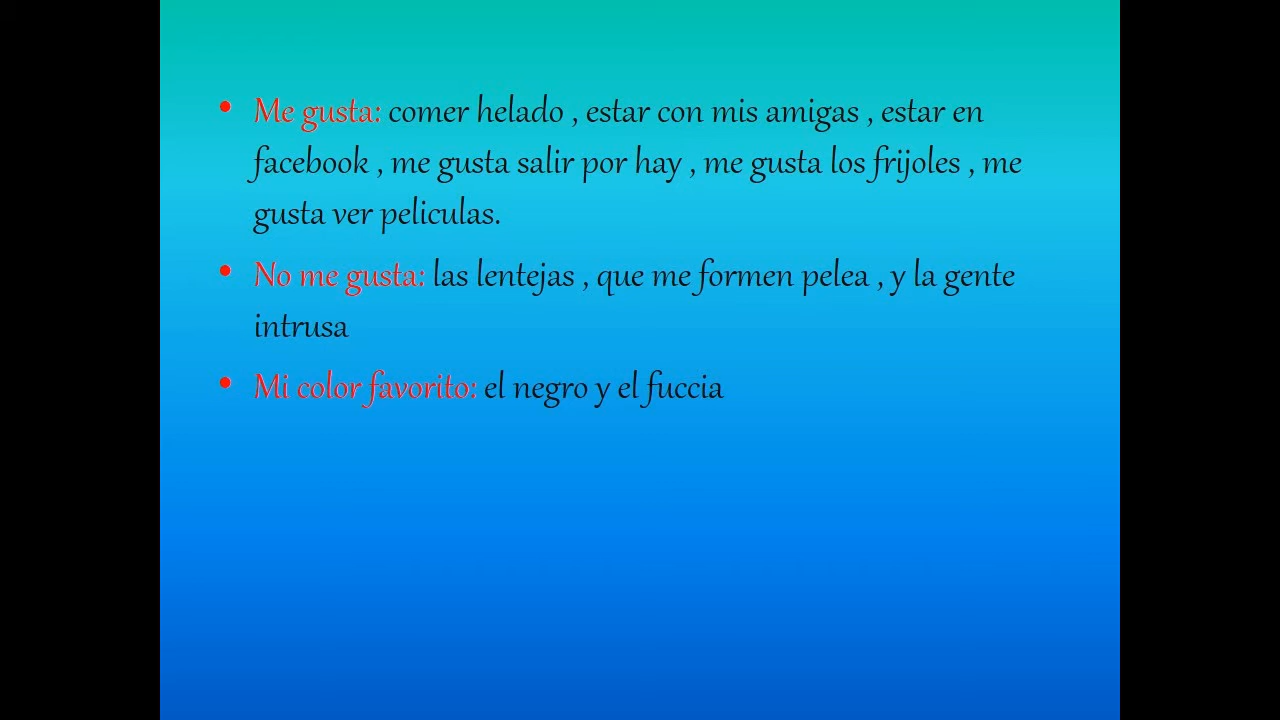 • Me gusta: comer helado , estar con mis amigas , estar en
facebook , me gusta salir por hay , me gusta los frijoles , me
gusta ver peliculas.
• No me gusta: las lentejas , que me formen pelea , y la gente
intrusa
• Mi color favorito: el negro y el fuccia